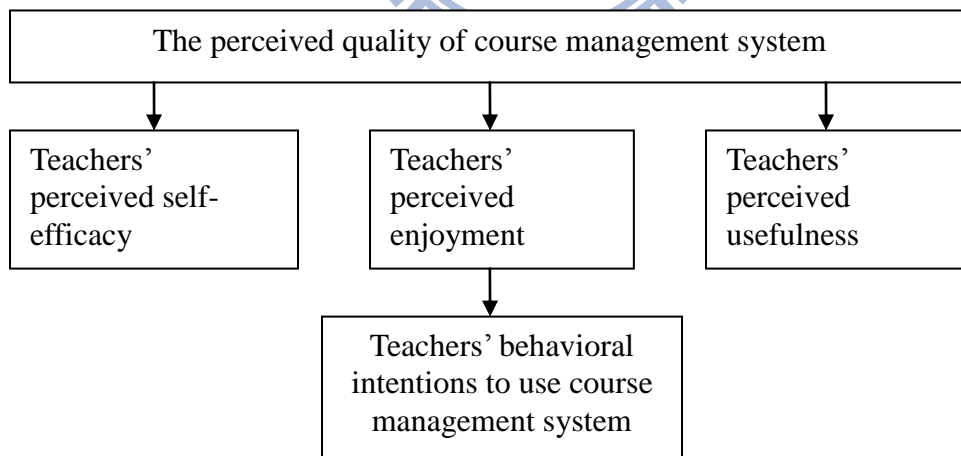 The perceived quality of course management system
Teachers’
perceived self-
efficacy
Teachers’
perceived
enjoyment
Teachers’
perceived
usefulness
Teachers’ behavioral
intentions to use course
management system